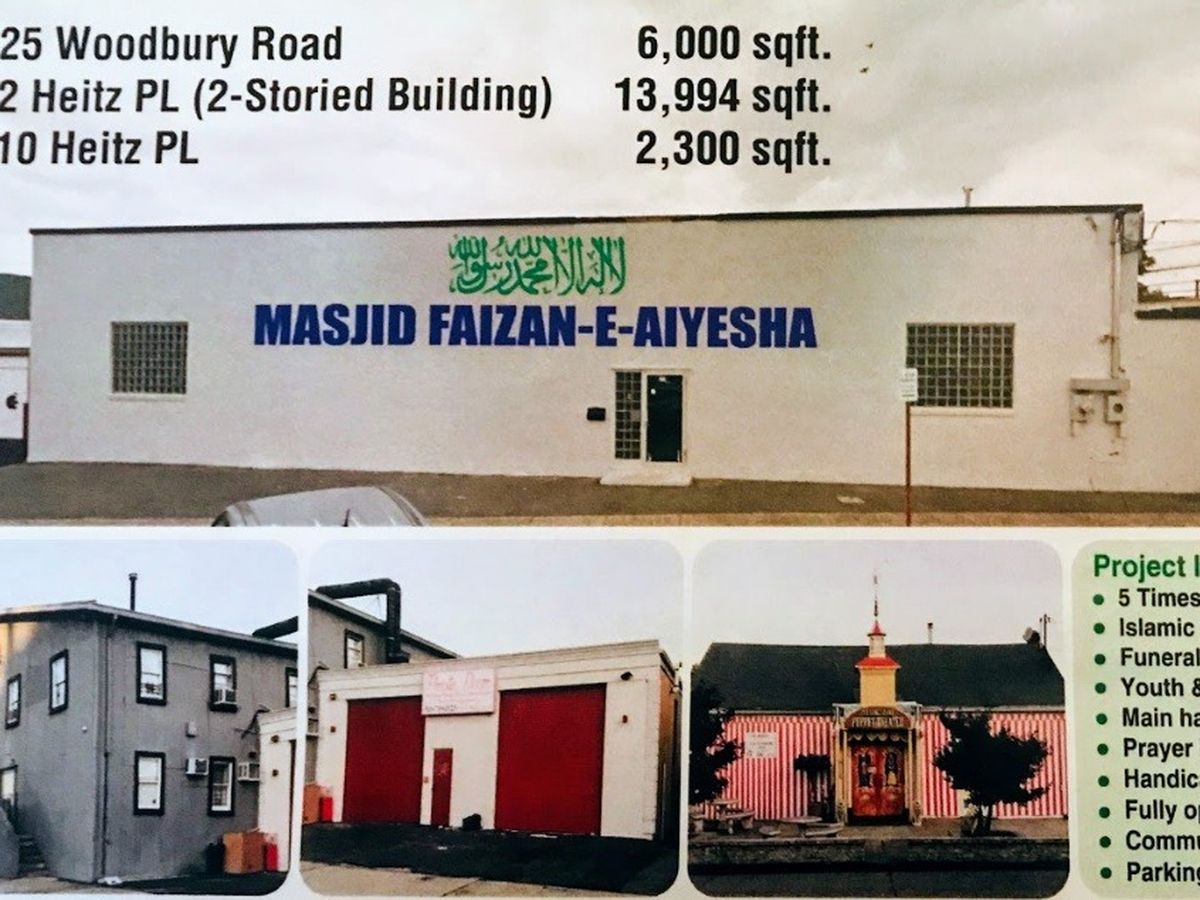 25 Woodbury Road 6,000 sqft.
2 Heitz PL (2-Storied Building) 13,994 sqft.
10 Heitz PL 2,300 sqft.
لا اله الا الله محمد رسول الله
MASJID FAIZAN-E-AIYESHA
Project
5 Times
Islamic
Funeral
Youth &
Main
Prayer
Fully
Parking